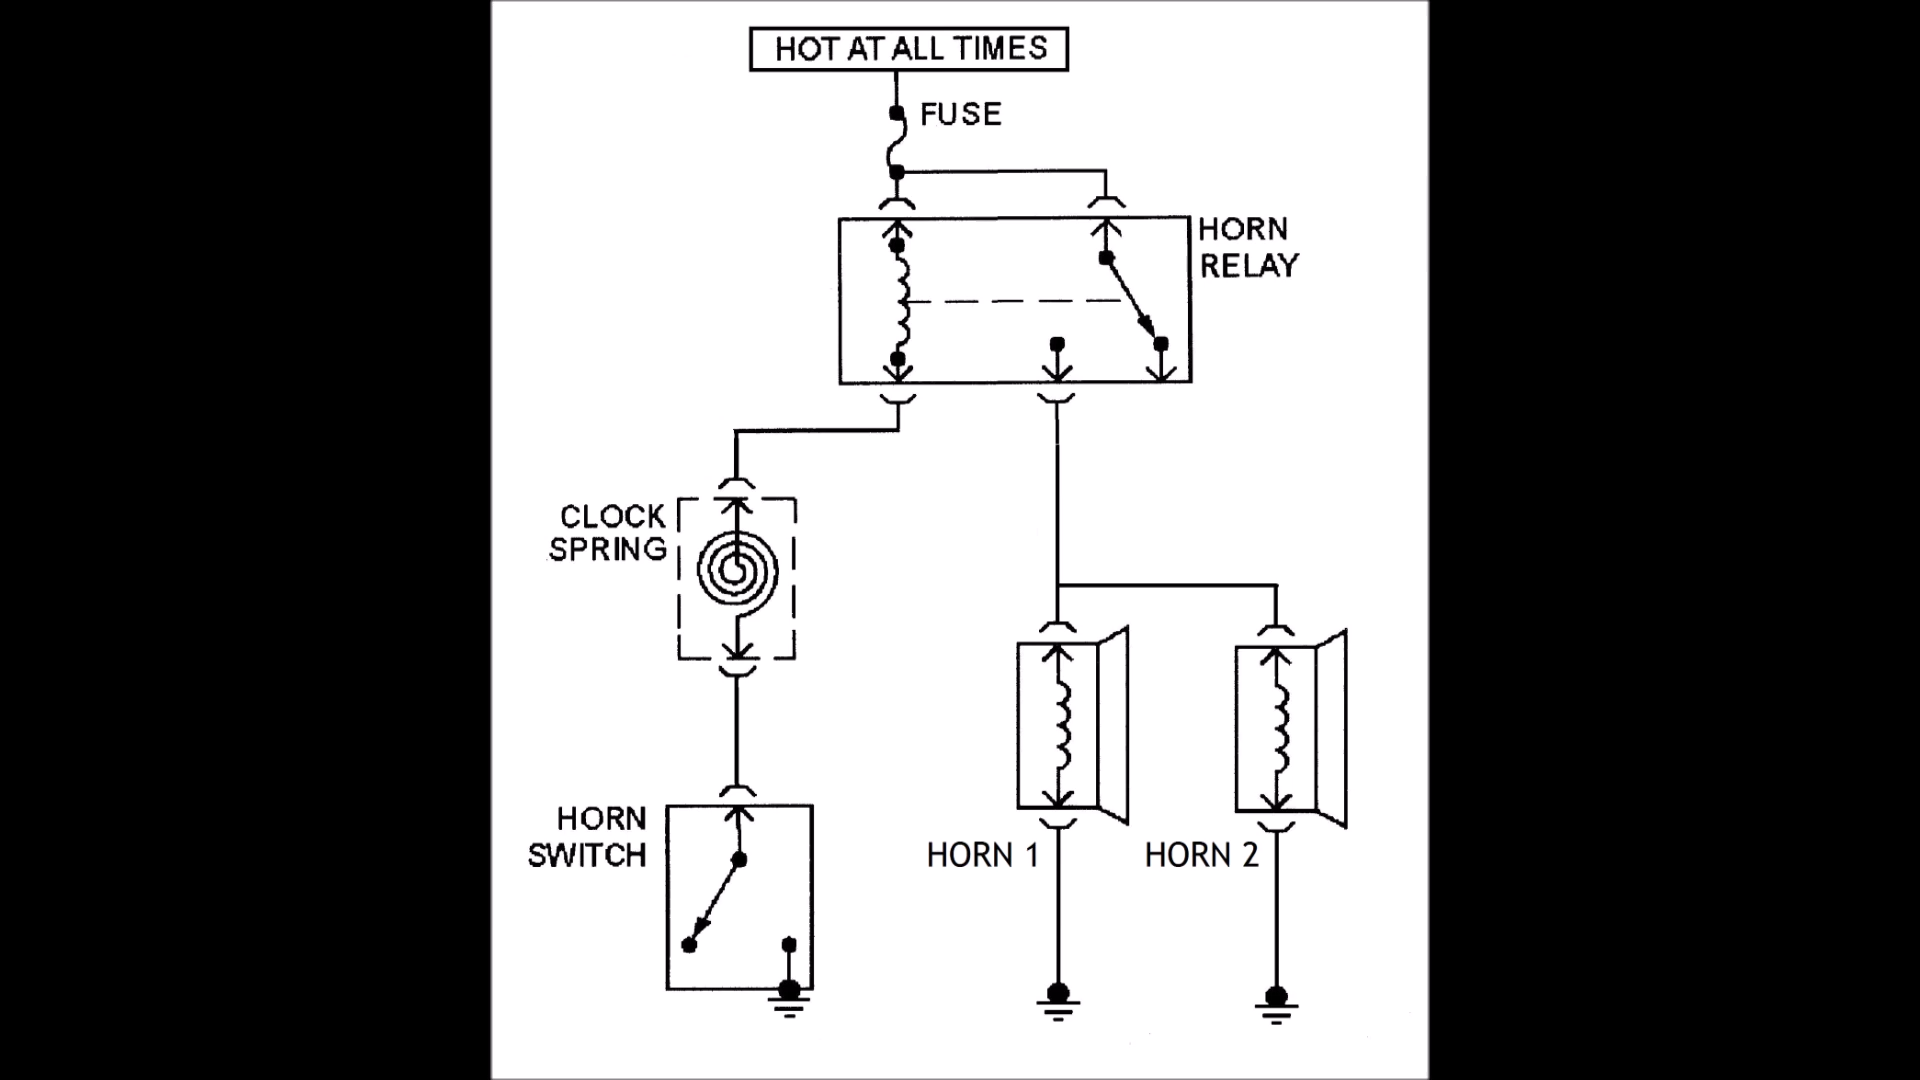 HOT AT ALL TIMES
FUSE
HORN
RELAY
CLOCK
SPRING
HORN
SWITCH
HORN 1
HORN 2